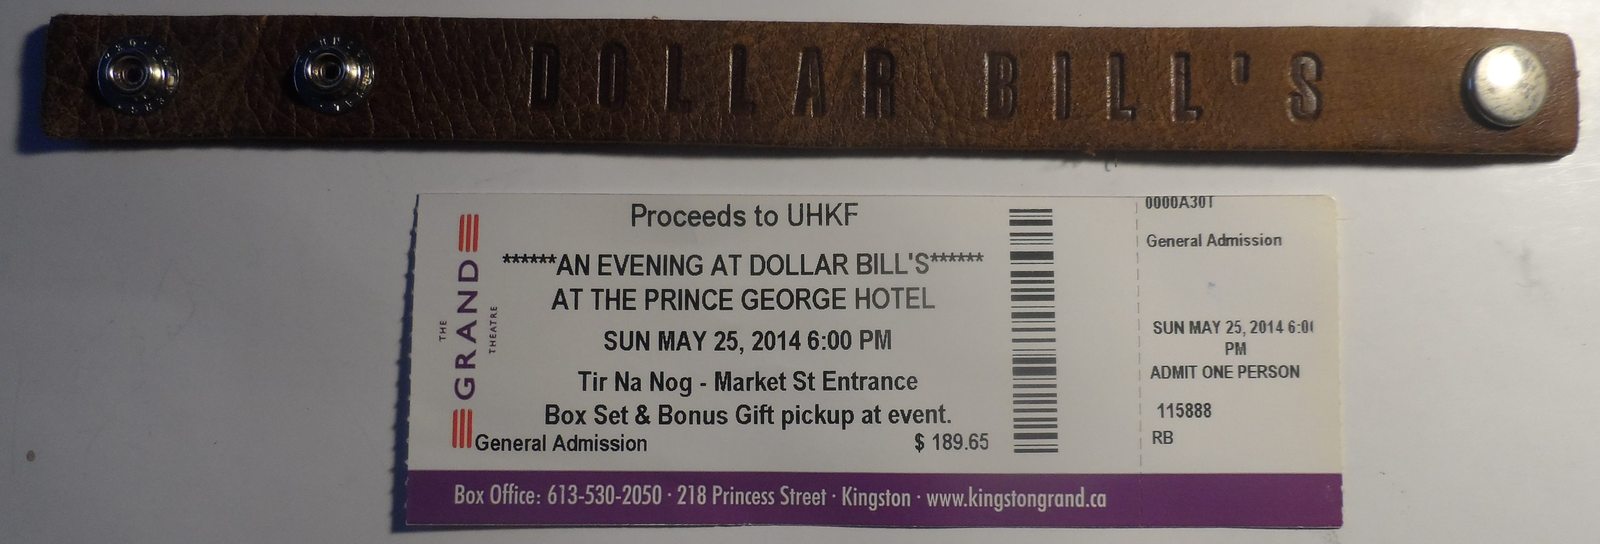 DOLLAR BILL'S
THE
GRAND
THEATRE
Proceeds to UHKF
******AN EVENING AT DOLLAR BILL'S******
AT THE PRINCE GEORGE HOTEL
SUN MAY 25, 2014 6:00 PM
Tir Na Nog - Market St Entrance
Box Set & Bonus Gift pickup at event.
General Admission $ 189.65
0000A30T
General Admission
SUN MAY 25, 2014 6:00
PM
ADMIT ONE PERSON
115888
RB
Box Office: 613-530-2050 · 218 Princess Street · Kingston · www.kingstongrand.ca